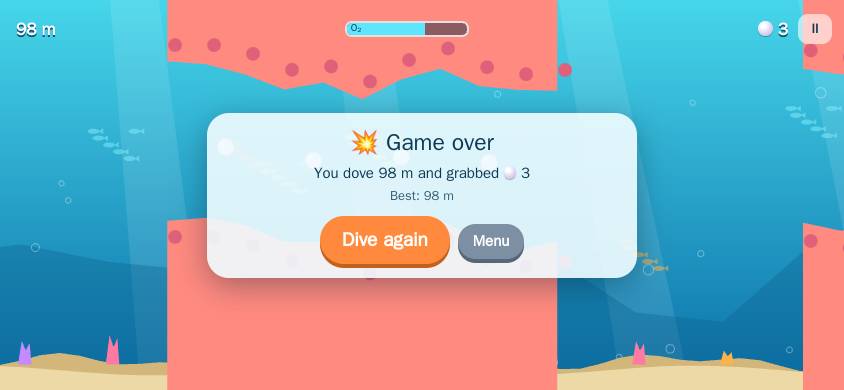 98 m
O₂
3
💥 Game over
You dove 98 m and grabbed 3
Best: 98 m
Dive again
Menu